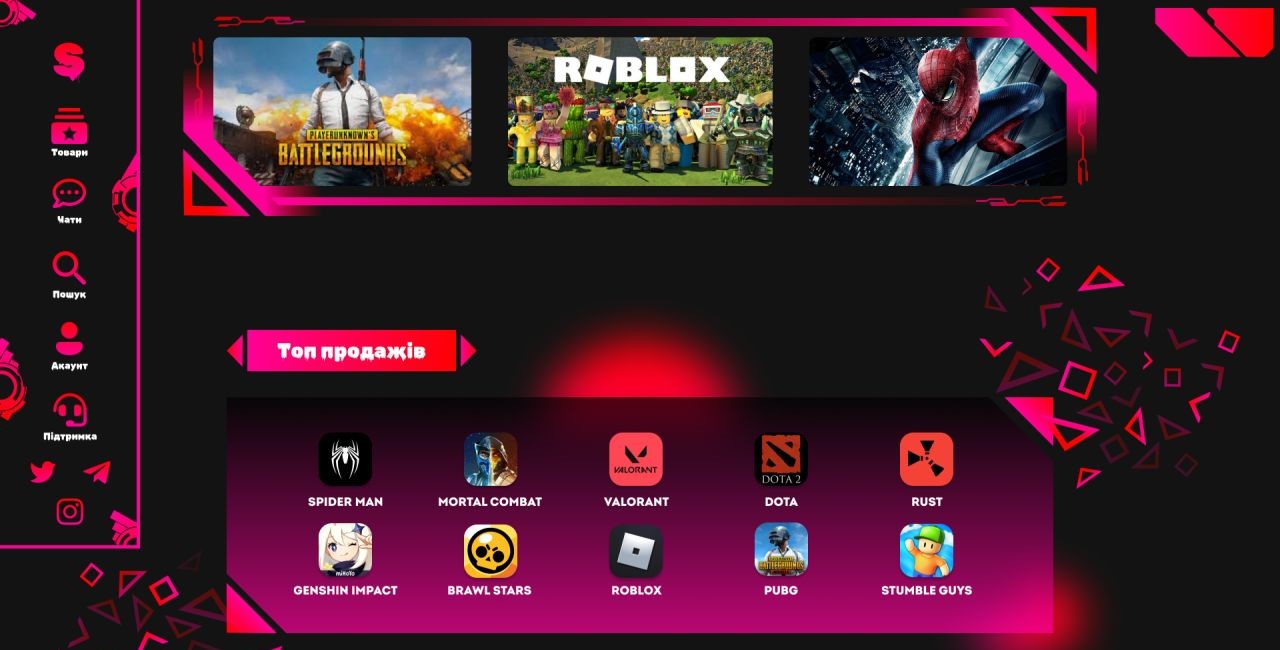 Товари
Чати
Пошук
Акаунт
Підтримка
PLAYERUNKNOWN'S
BATTLEGROUNDS
ROBLOX
Топ продажів
VALORANT
DOTA 2
SPIDER MAN
MORTAL COMBAT
VALORANT
DOTA
RUST
miHoYo
BATTLEGROUNDS
GENSHIN IMPACT
BRAWL STARS
ROBLOX
PUBG
STUMBLE GUYS